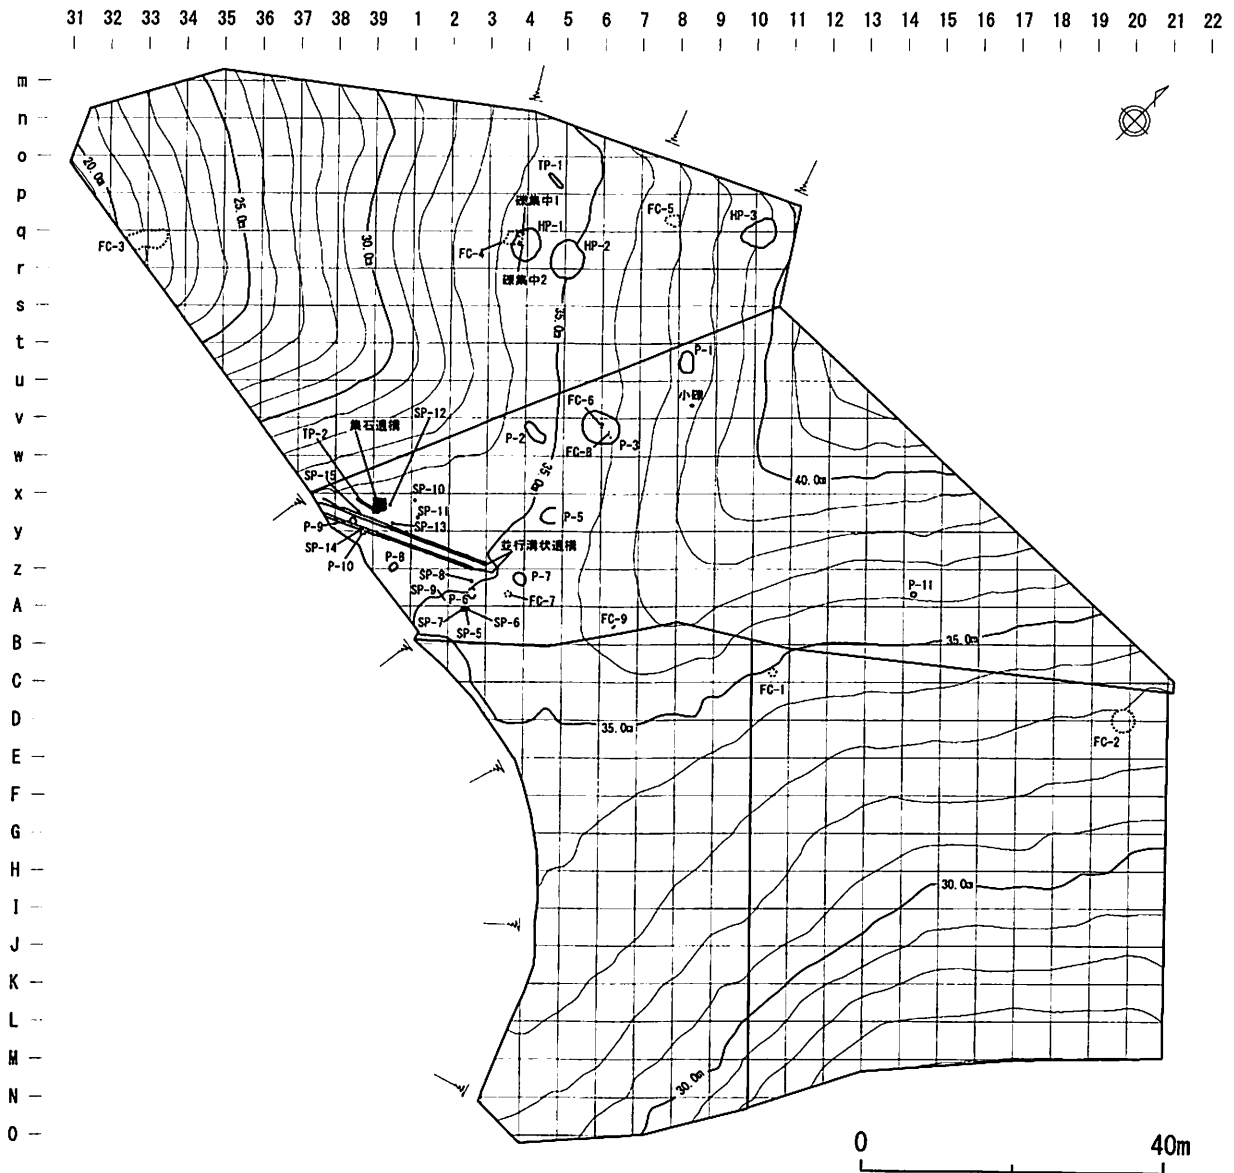 31 32 33 34 35 36 37 38 39 1 2 3 4 5 6 7 8 9 10 11 12 13 14 15 16 17 18 19 20 21 22
m
n
o
p
q
r
s
t
u
v
w
x
y
z
A
B
C
D
E
F
G
H
I
J
K
L
M
N
O
20.0m
25.0m
30.0m
TP-1
礫集中1
FC-5
HP-3
FC-3
HP-1
FC-4
HP-2
礫集中2
35.0m
P-1
小礫
FC-6
SP-12
集石遺構
TP-2
P-2
FC-8
P-3
35.0m
40.0m
SP-15
SP-10
SP-11
P-5
P-9
SP-13
SP-14
並行溝状遺構
P-10
P-8
SP-8
P-7
P-11
SP-9
P-6
FC-7
SP-7
SP-6
SP-5
FC-9
35.0m
FC-1
35.0m
FC-2
30.0m
30.0m
0 40m